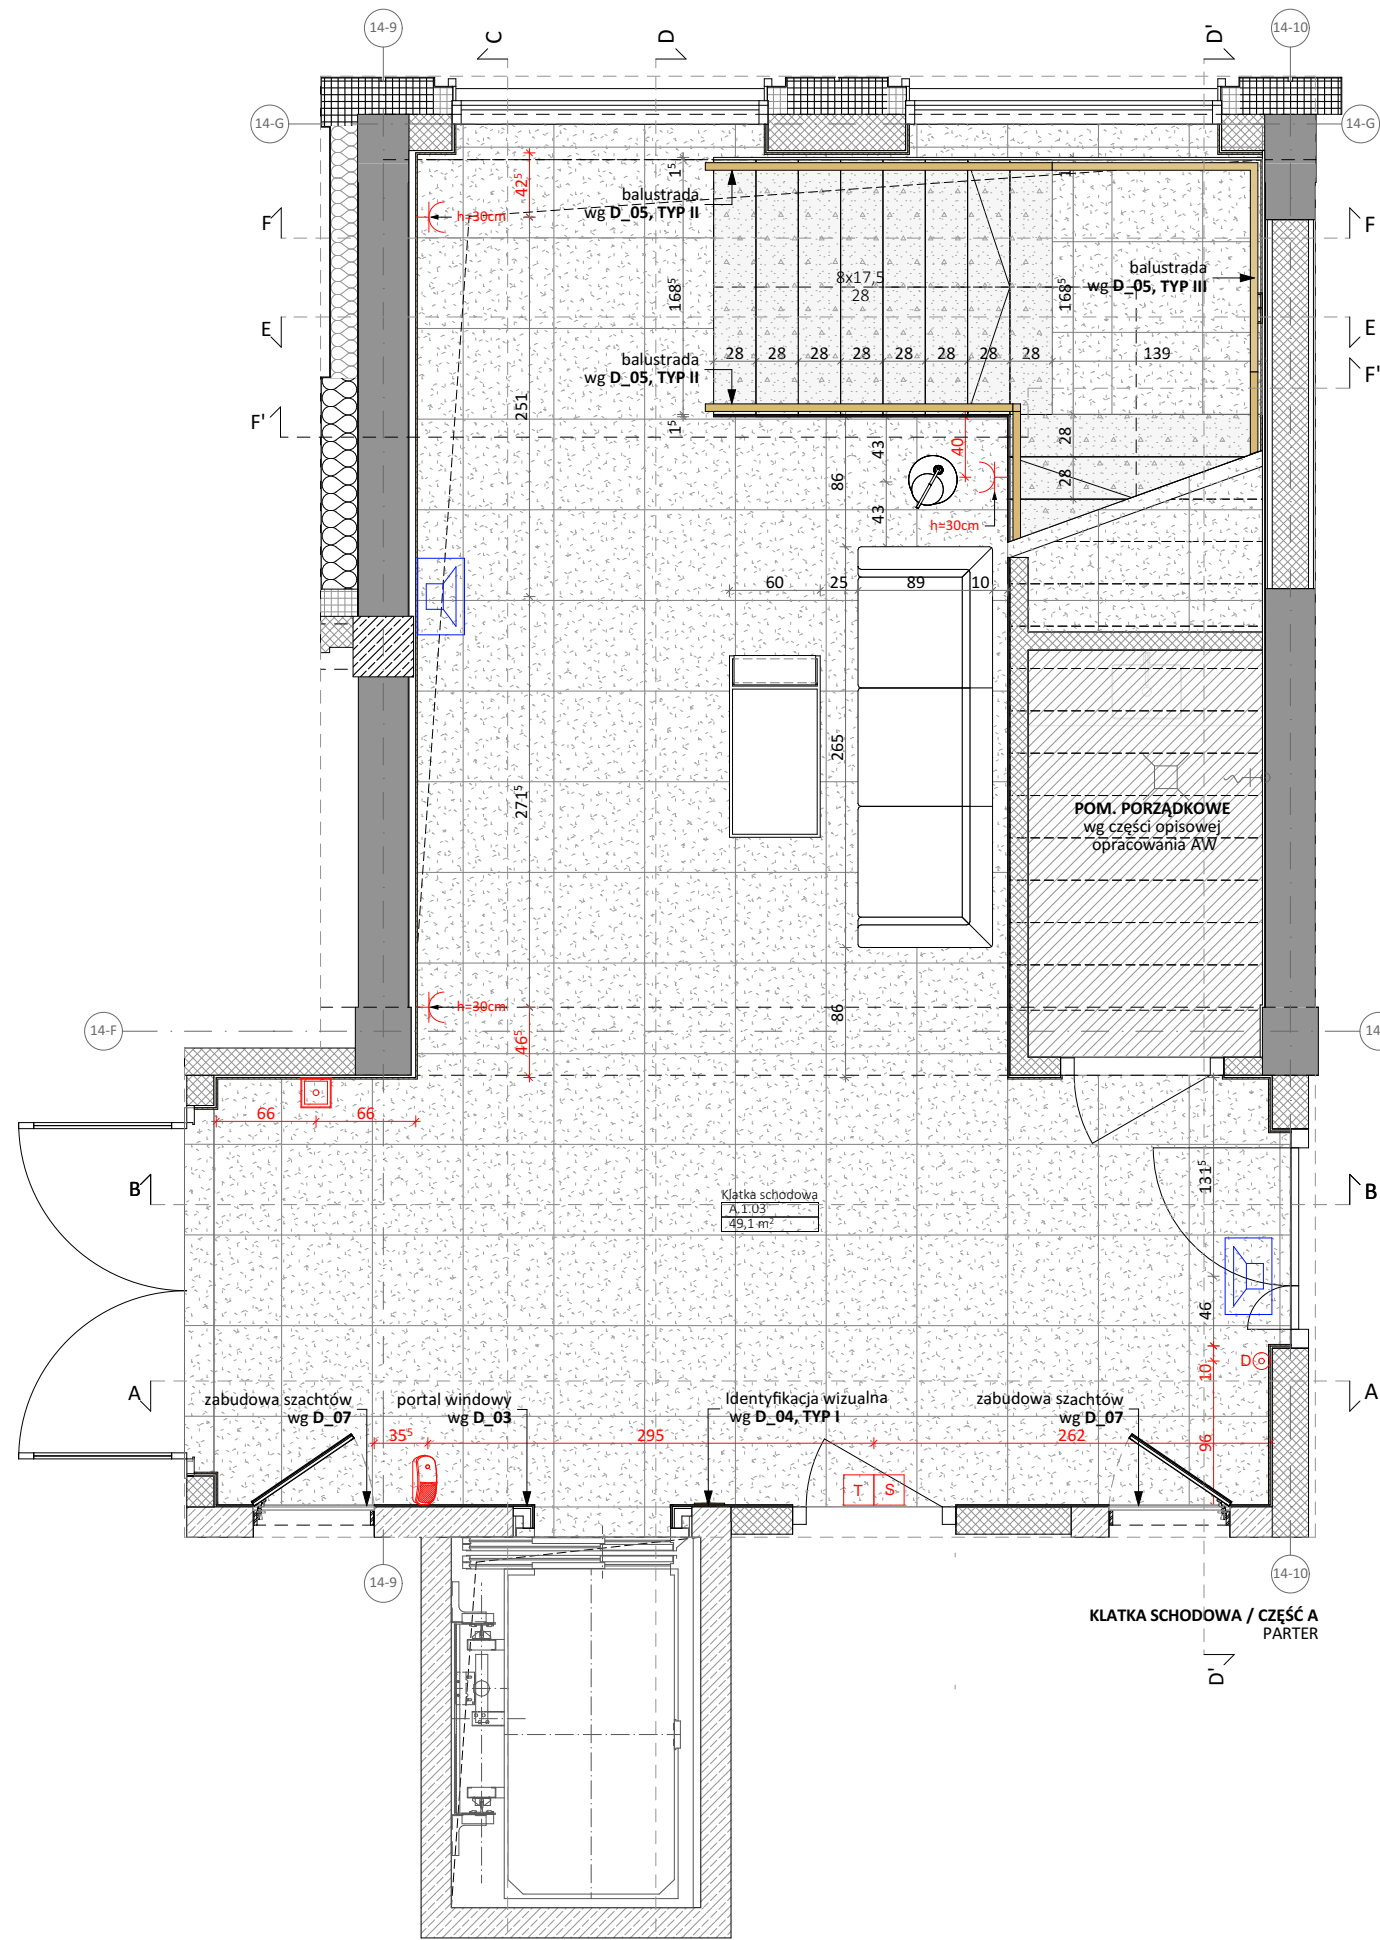 14-9
C
D
D'
14-10
14-G
14-G
42⁵
1⁵
1
h=30cm
balustrada
wg D_05, TYP II
F
F
balustrada
wg D_05, TYP III
8x17,5
28
168⁵
168⁵
E
E
28
28
28
28
28
28
28
28
139
balustrada
wg D_05, TYP II
F'
F'
251
1⁵
43
40
28
86
28
43
h=30cm
60
25
89
10
265
271⁵
POM. PORZĄDKOWE
wg części opisowej
opracowania AW
h=30cm
86
14-F
14
46⁵
66
66
131⁵
B
B
Klatka schodowa
A.1.03
49,1 m²
46
D
10
A
A
zabudowa szachtów
wg D_07
portal windowy
wg D_03
Identyfikacja wizualna
wg D_04, TYP I
zabudowa szachtów
wg D_07
35⁵
295
262
96
T
S
14-9
14-10
KLATKA SCHODOWA / CZĘŚĆ A
PARTER
D'